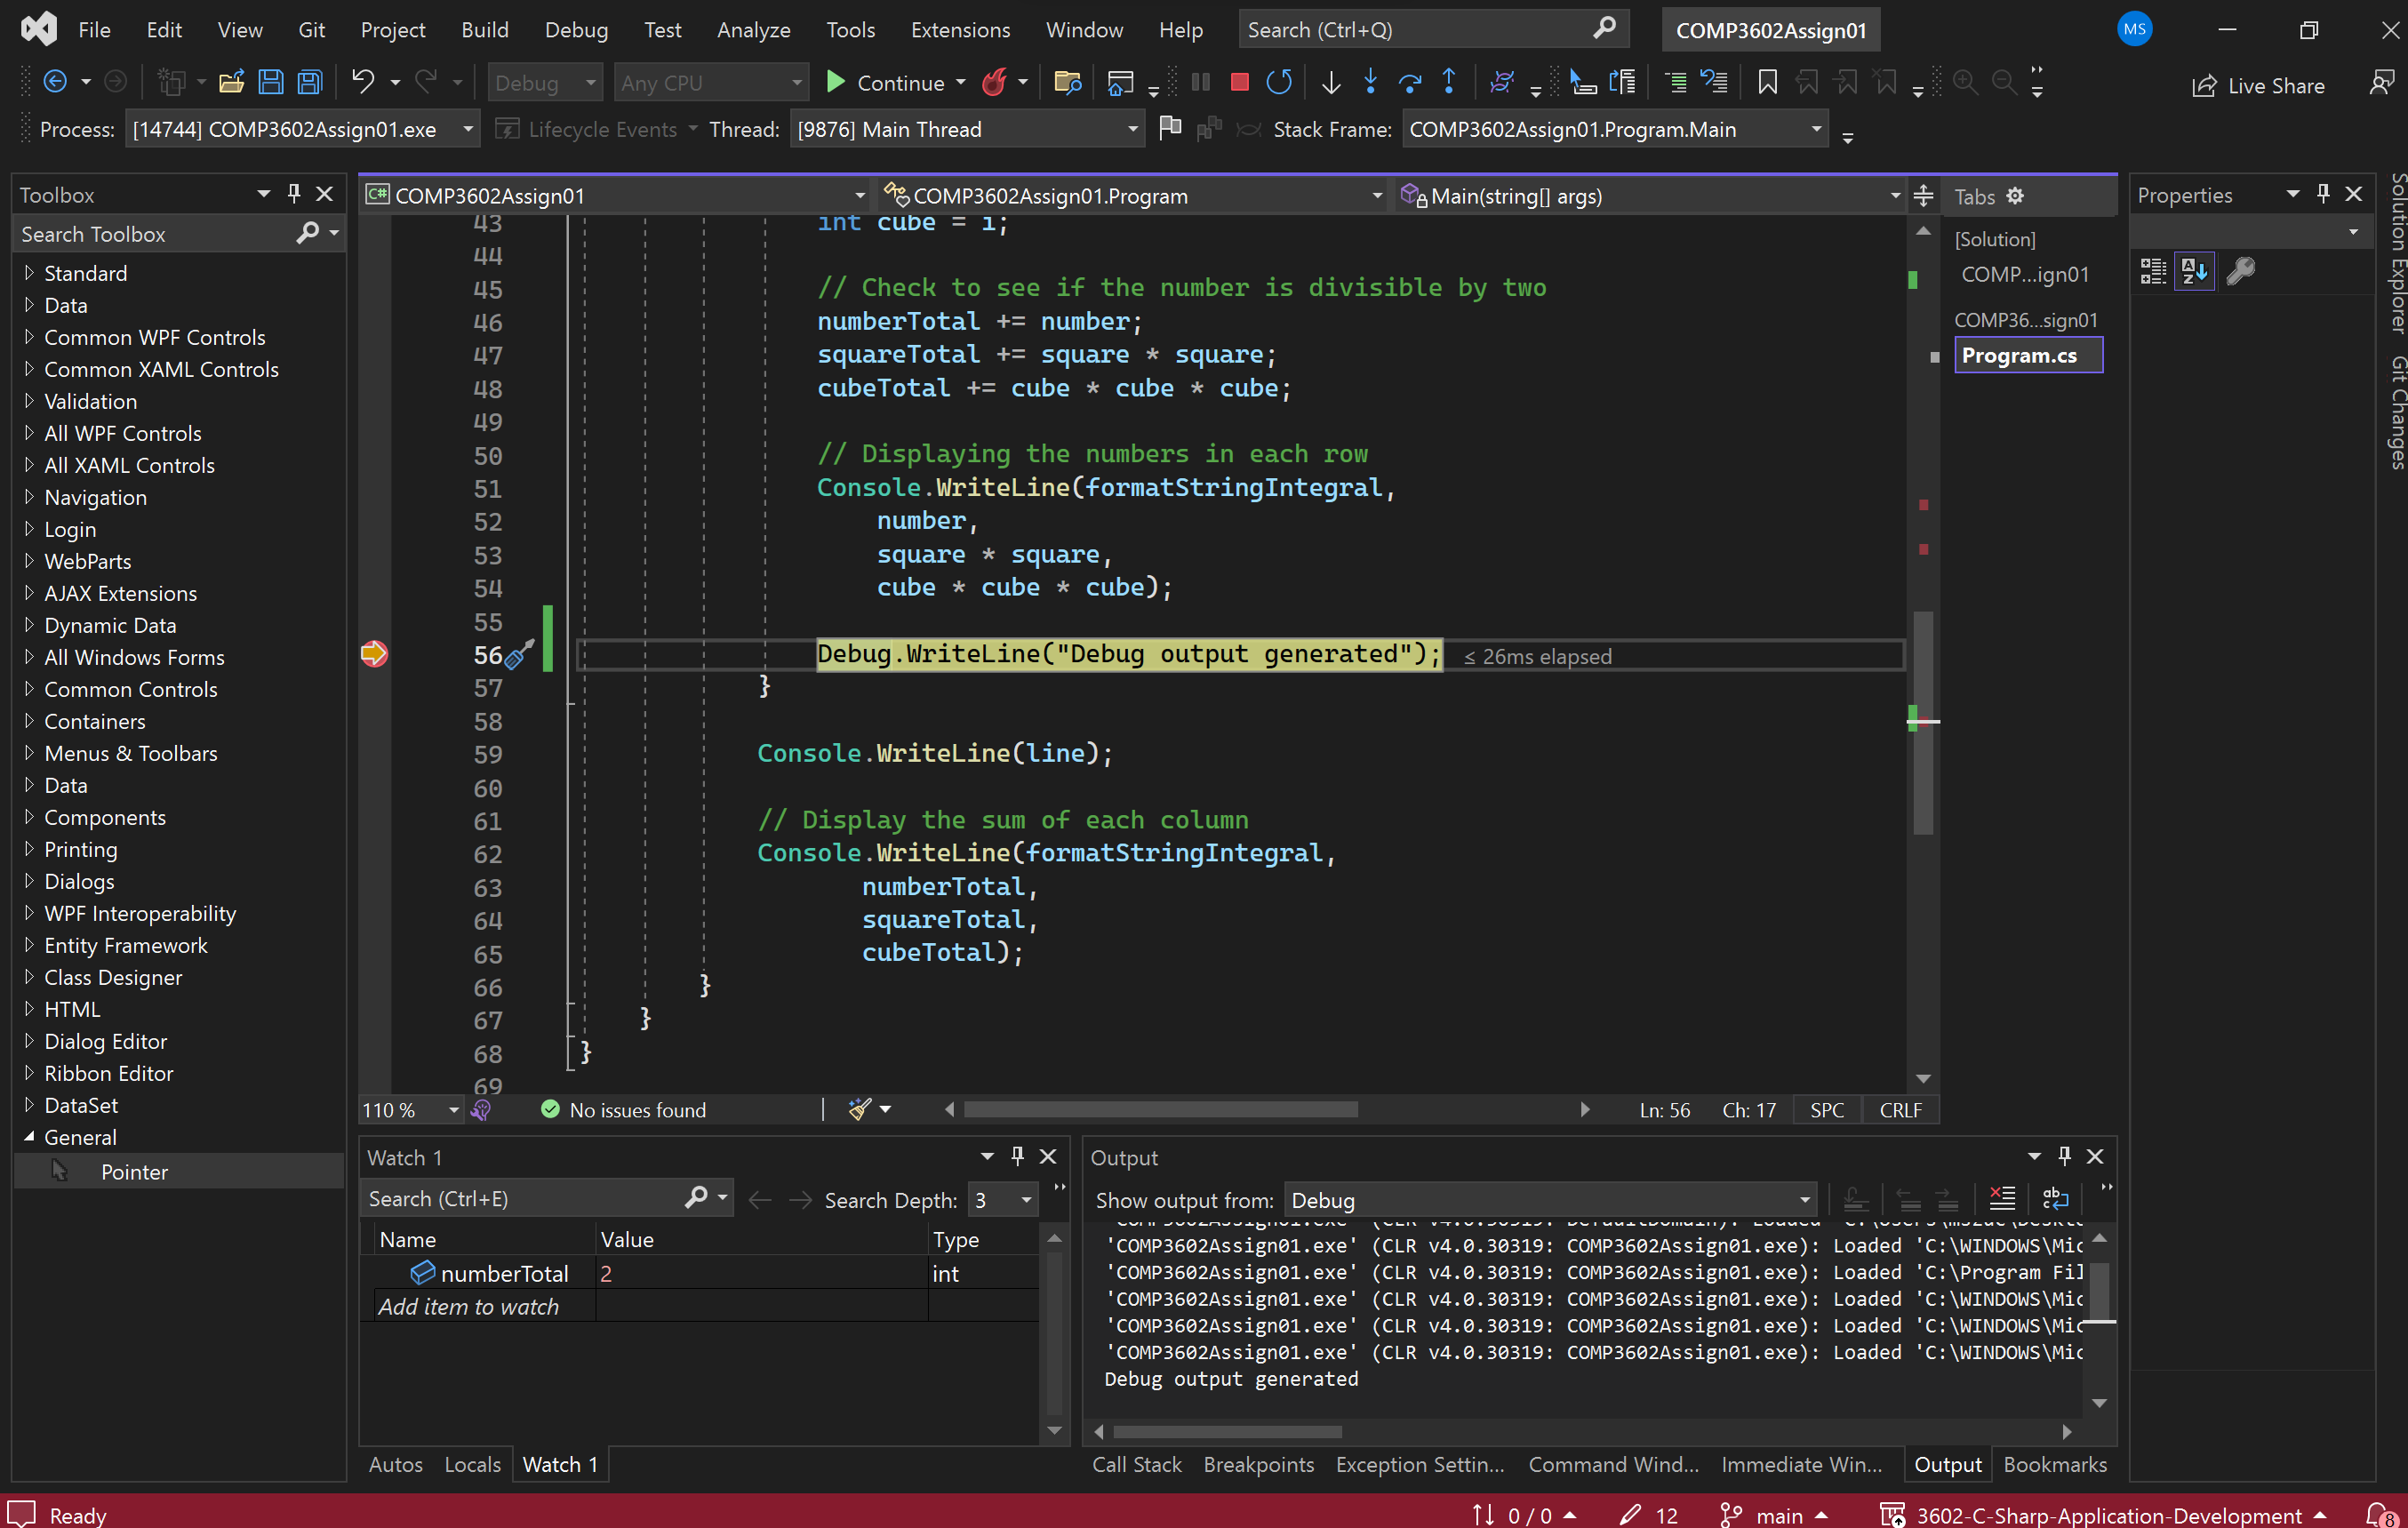 File Edit View Git Project Build Debug Test Analyze Tools Extensions Window Help Search (Ctrl+Q) COMP3602Assign01 MS
Debug Any CPU Continue Live Share
Process: [14744] COMP3602Assign01.exe Lifecycle Events Thread: [9876] Main Thread Stack Frame: COMP3602Assign01.Program.Main
Toolbox
Search Toolbox
Standard
Data
Common WPF Controls
Common XAML Controls
Validation
All WPF Controls
All XAML Controls
Navigation
Login
WebParts
AJAX Extensions
Dynamic Data
All Windows Forms
Common Controls
Containers
Menus & Toolbars
Data
Components
Printing
Dialogs
WPF Interoperability
Entity Framework
Class Designer
HTML
Dialog Editor
Ribbon Editor
DataSet
General
Pointer
C# COMP3602Assign01 COMP3602Assign01.Program Main(string[] args)
43 int cube = i;
44
45 // Check to see if the number is divisible by two
46 numberTotal += number;
47 squareTotal += square * square;
48 cubeTotal += cube * cube * cube;
49
50 // Displaying the numbers in each row
51 Console.WriteLine(formatStringIntegral,
52 number,
53 square * square,
54 cube * cube * cube);
55
56 Debug.WriteLine("Debug output generated"); ≤ 26ms elapsed
57 }
58
59 Console.WriteLine(line);
60
61 // Display the sum of each column
62 Console.WriteLine(formatStringIntegral,
63 numberTotal,
64 squareTotal,
65 cubeTotal);
66 }
67 }
68 }
69
110 % No issues found Ln: 56 Ch: 17 SPC CRLF
Tabs
[Solution]
COMP...ign01
COMP36...sign01
Program.cs
Properties
Solution Explorer
Git Changes
Watch 1
Search (Ctrl+E) Search Depth: 3
Name Value Type
numberTotal 2 int
Add item to watch
Autos Locals Watch 1
Output
Show output from: Debug
'COMP3602Assign01.exe' (CLR v4.0.30319: DefaultDomain): Loaded 'C:\Users\
'COMP3602Assign01.exe' (CLR v4.0.30319: COMP3602Assign01.exe): Loaded 'C:\WINDOWS\Mic
'COMP3602Assign01.exe' (CLR v4.0.30319: COMP3602Assign01.exe): Loaded 'C:\Program Fil
'COMP3602Assign01.exe' (CLR v4.0.30319: COMP3602Assign01.exe): Loaded 'C:\WINDOWS\Mic
'COMP3602Assign01.exe' (CLR v4.0.30319: COMP3602Assign01.exe): Loaded 'C:\WINDOWS\Mic
'COMP3602Assign01.exe' (CLR v4.0.30319: COMP3602Assign01.exe): Loaded 'C:\WINDOWS\Mic
Debug output generated
Call Stack Breakpoints Exception Settin... Command Wind... Immediate Win... Output Bookmarks
Ready 0 / 0 12 main 3602-C-Sharp-Application-Development 8